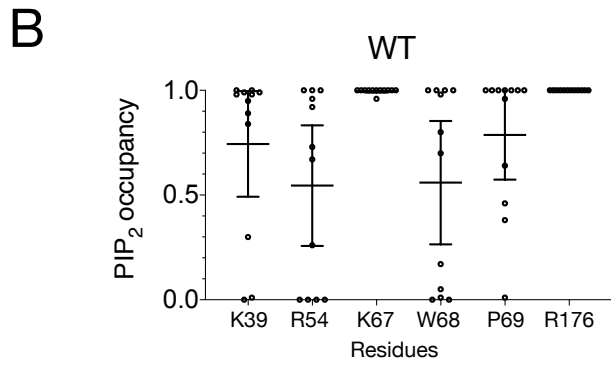 B
WT
PIP2 occupancy
1.0
0.5
0.0
K39 R54 K67 W68 P69 R176
Residues